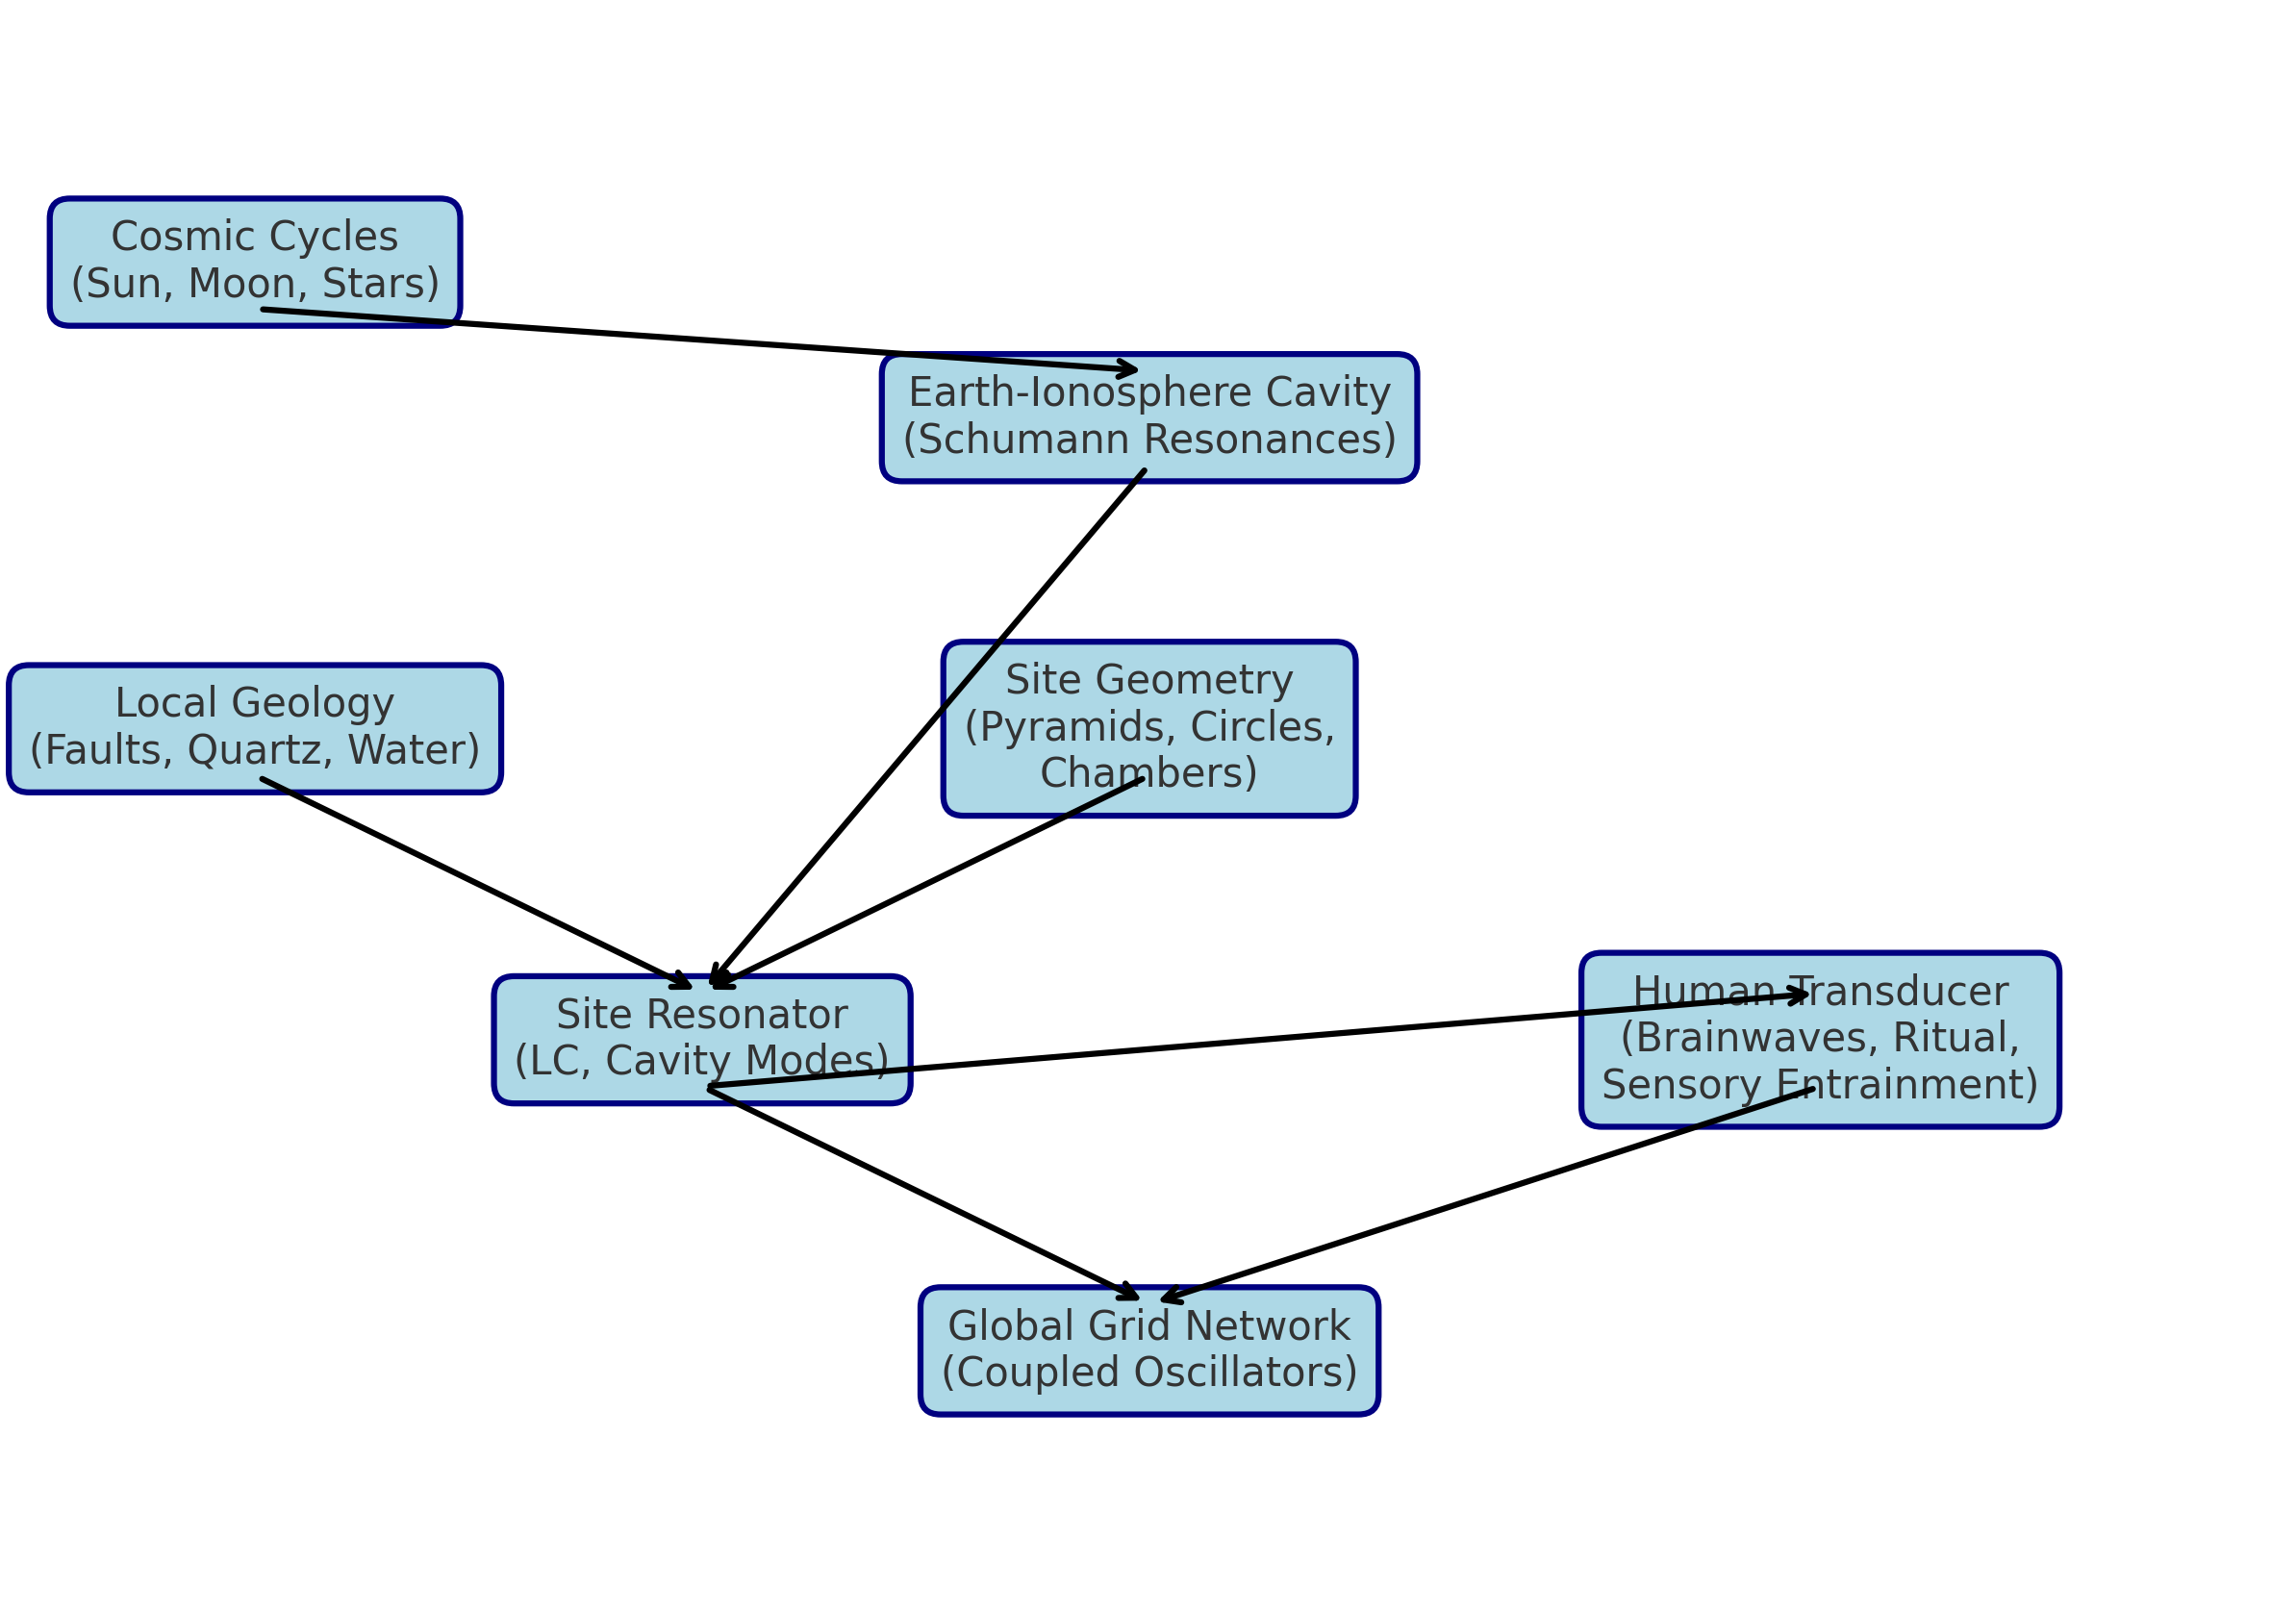 Cosmic Cycles
(Sun, Moon, Stars)
Earth-Ionosphere Cavity
(Schumann Resonances)
Local Geology
(Faults, Quartz, Water)
Site Geometry
(Pyramids, Circles,
Chambers)
Site Resonator
(LC, Cavity Modes)
Human Transducer
(Brainwaves, Ritual,
Sensory Entrainment)
Global Grid Network
(Coupled Oscillators)